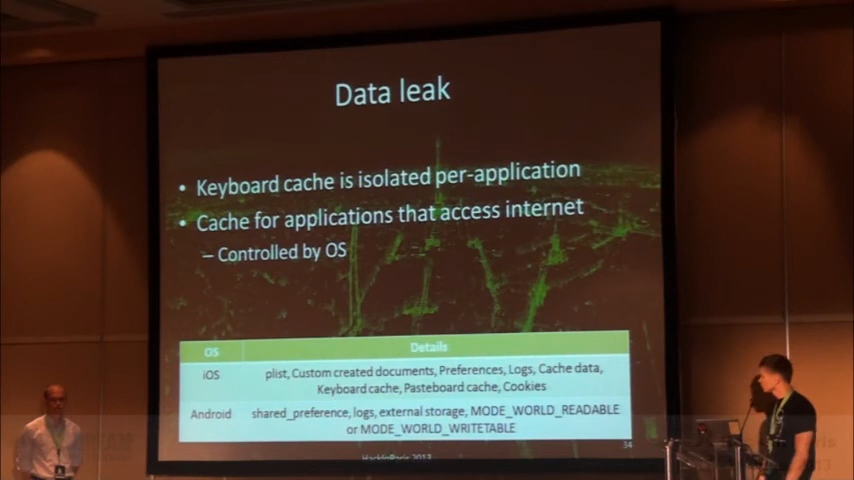 Data leak
• Keyboard cache is isolated per-application
• Cache for applications that access internet
– Controlled by OS
OS Details
iOS plist, Custom created documents, Preferences, Logs, Cache data,
Keyboard cache, Pasteboard cache, Cookies
Android shared_preference, logs, external storage, MODE_WORLD_READABLE
or MODE_WORLD_WRITETABLE
34
HackInParis 2013